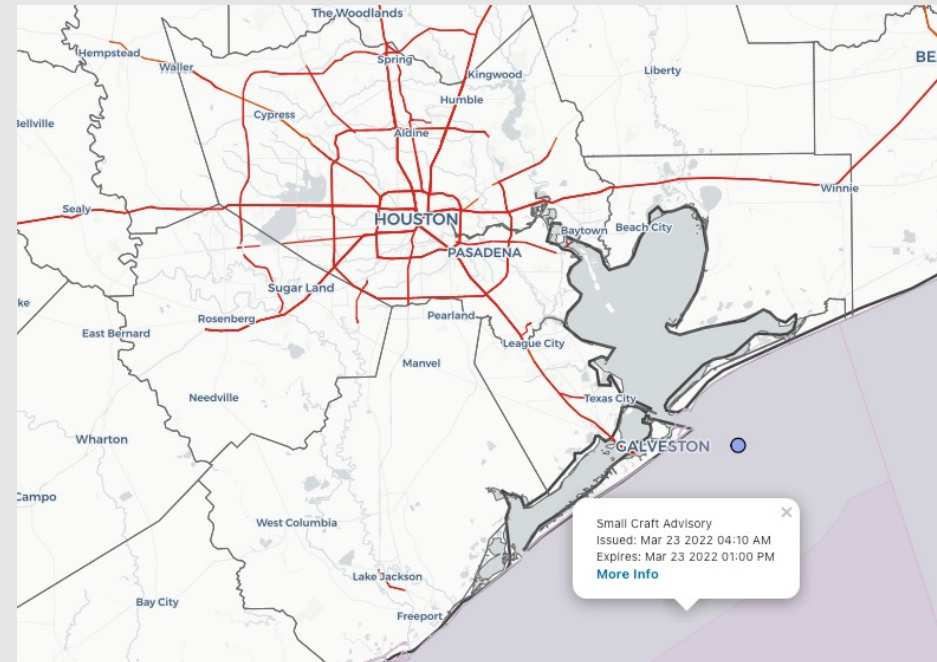 The Woodlands
Hempstead
Waller
Spring
Kingwood
Liberty
BE
Humble
Cypress
Bellville
Aldine
Winnie
Sealy
HOUSTON
Baytown
Beach City
PASADENA
Sugar Land
ke
Rosenberg
Pearland
East Bernard
League City
Manvel
Needville
Texas City
Wharton
GALVESTON
Campo
West Columbia
Small Craft Advisory
Issued: Mar 23 2022 04:10 AM
Expires: Mar 23 2022 01:00 PM
More Info
Lake Jackson
Bay City
Freeport